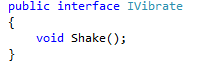 public interface IVibrate
{
    void Shake();
}